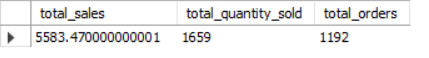 total_sales total_quantity_sold total_orders
5583.470000000001 1659 1192